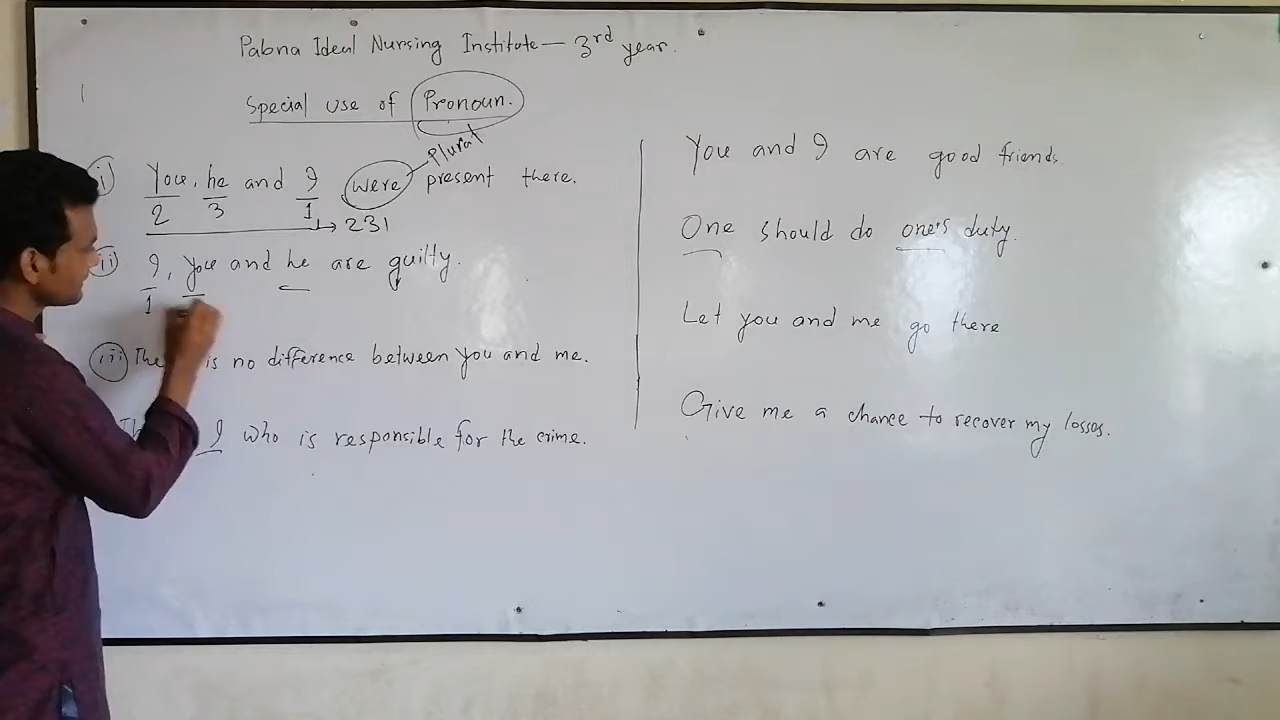 Pabna Ideal Nursing Institute — 3rd year.
Special use of Pronoun.
Plural
i) You, he and I were present there.
2 3 1 → 231
ii) I, you and he are guilty.
1
iii) is no difference between you and me.
I who is responsible for the crime.
You and I are good friends.
One should do one's duty.
Let you and me go there
Give me a chance to recover my losses.